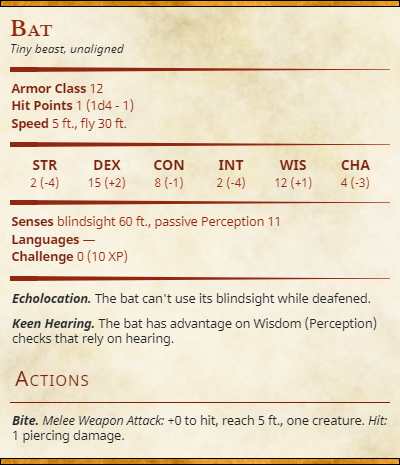 Bat
Tiny beast, unaligned
Armor Class 12
Hit Points 1 (1d4 - 1)
Speed 5 ft., fly 30 ft.
STR DEX CON INT WIS CHA
2 (-4) 15 (+2) 8 (-1) 2 (-4) 12 (+1) 4 (-3)
Senses blindsight 60 ft., passive Perception 11
Languages —
Challenge 0 (10 XP)
Echolocation. The bat can't use its blindsight while deafened.
Keen Hearing. The bat has advantage on Wisdom (Perception)
checks that rely on hearing.
Actions
Bite. Melee Weapon Attack: +0 to hit, reach 5 ft., one creature. Hit:
1 piercing damage.